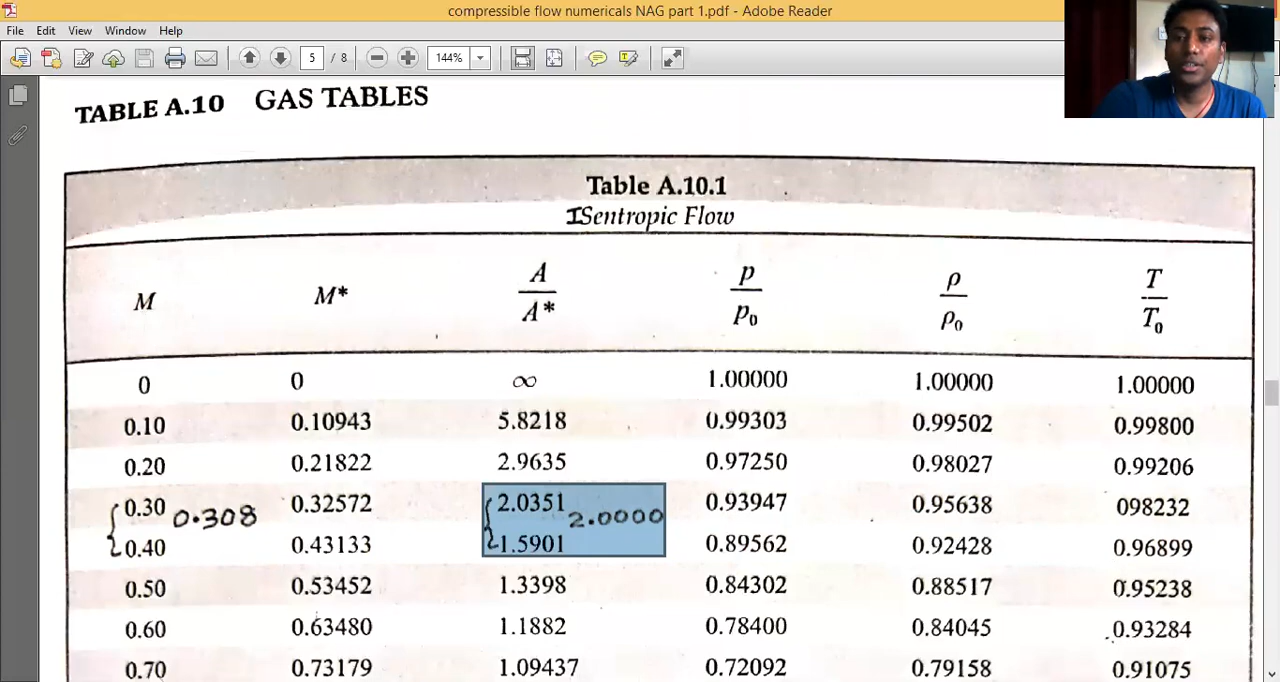 compressible flow numericals NAG part 1.pdf - Adobe Reader
File Edit View Window Help
5 / 8 144%
TABLE A.10 GAS TABLES
Table A.10.1
ISentropic Flow
M M* A/A* p/p₀ ρ/ρ₀ T/T₀
0 0 ∞ 1.00000 1.00000 1.00000
0.10 0.10943 5.8218 0.99303 0.99502 0.99800
0.20 0.21822 2.9635 0.97250 0.98027 0.99206
0.30 0.308 0.32572 2.0351 2.0000 0.93947 0.95638 098232
0.40 0.43133 1.5901 0.89562 0.92428 0.96899
0.50 0.53452 1.3398 0.84302 0.88517 0.95238
0.60 0.63480 1.1882 0.78400 0.84045 0.93284
0.70 0.73179 1.09437 0.72092 0.79158 0.91075